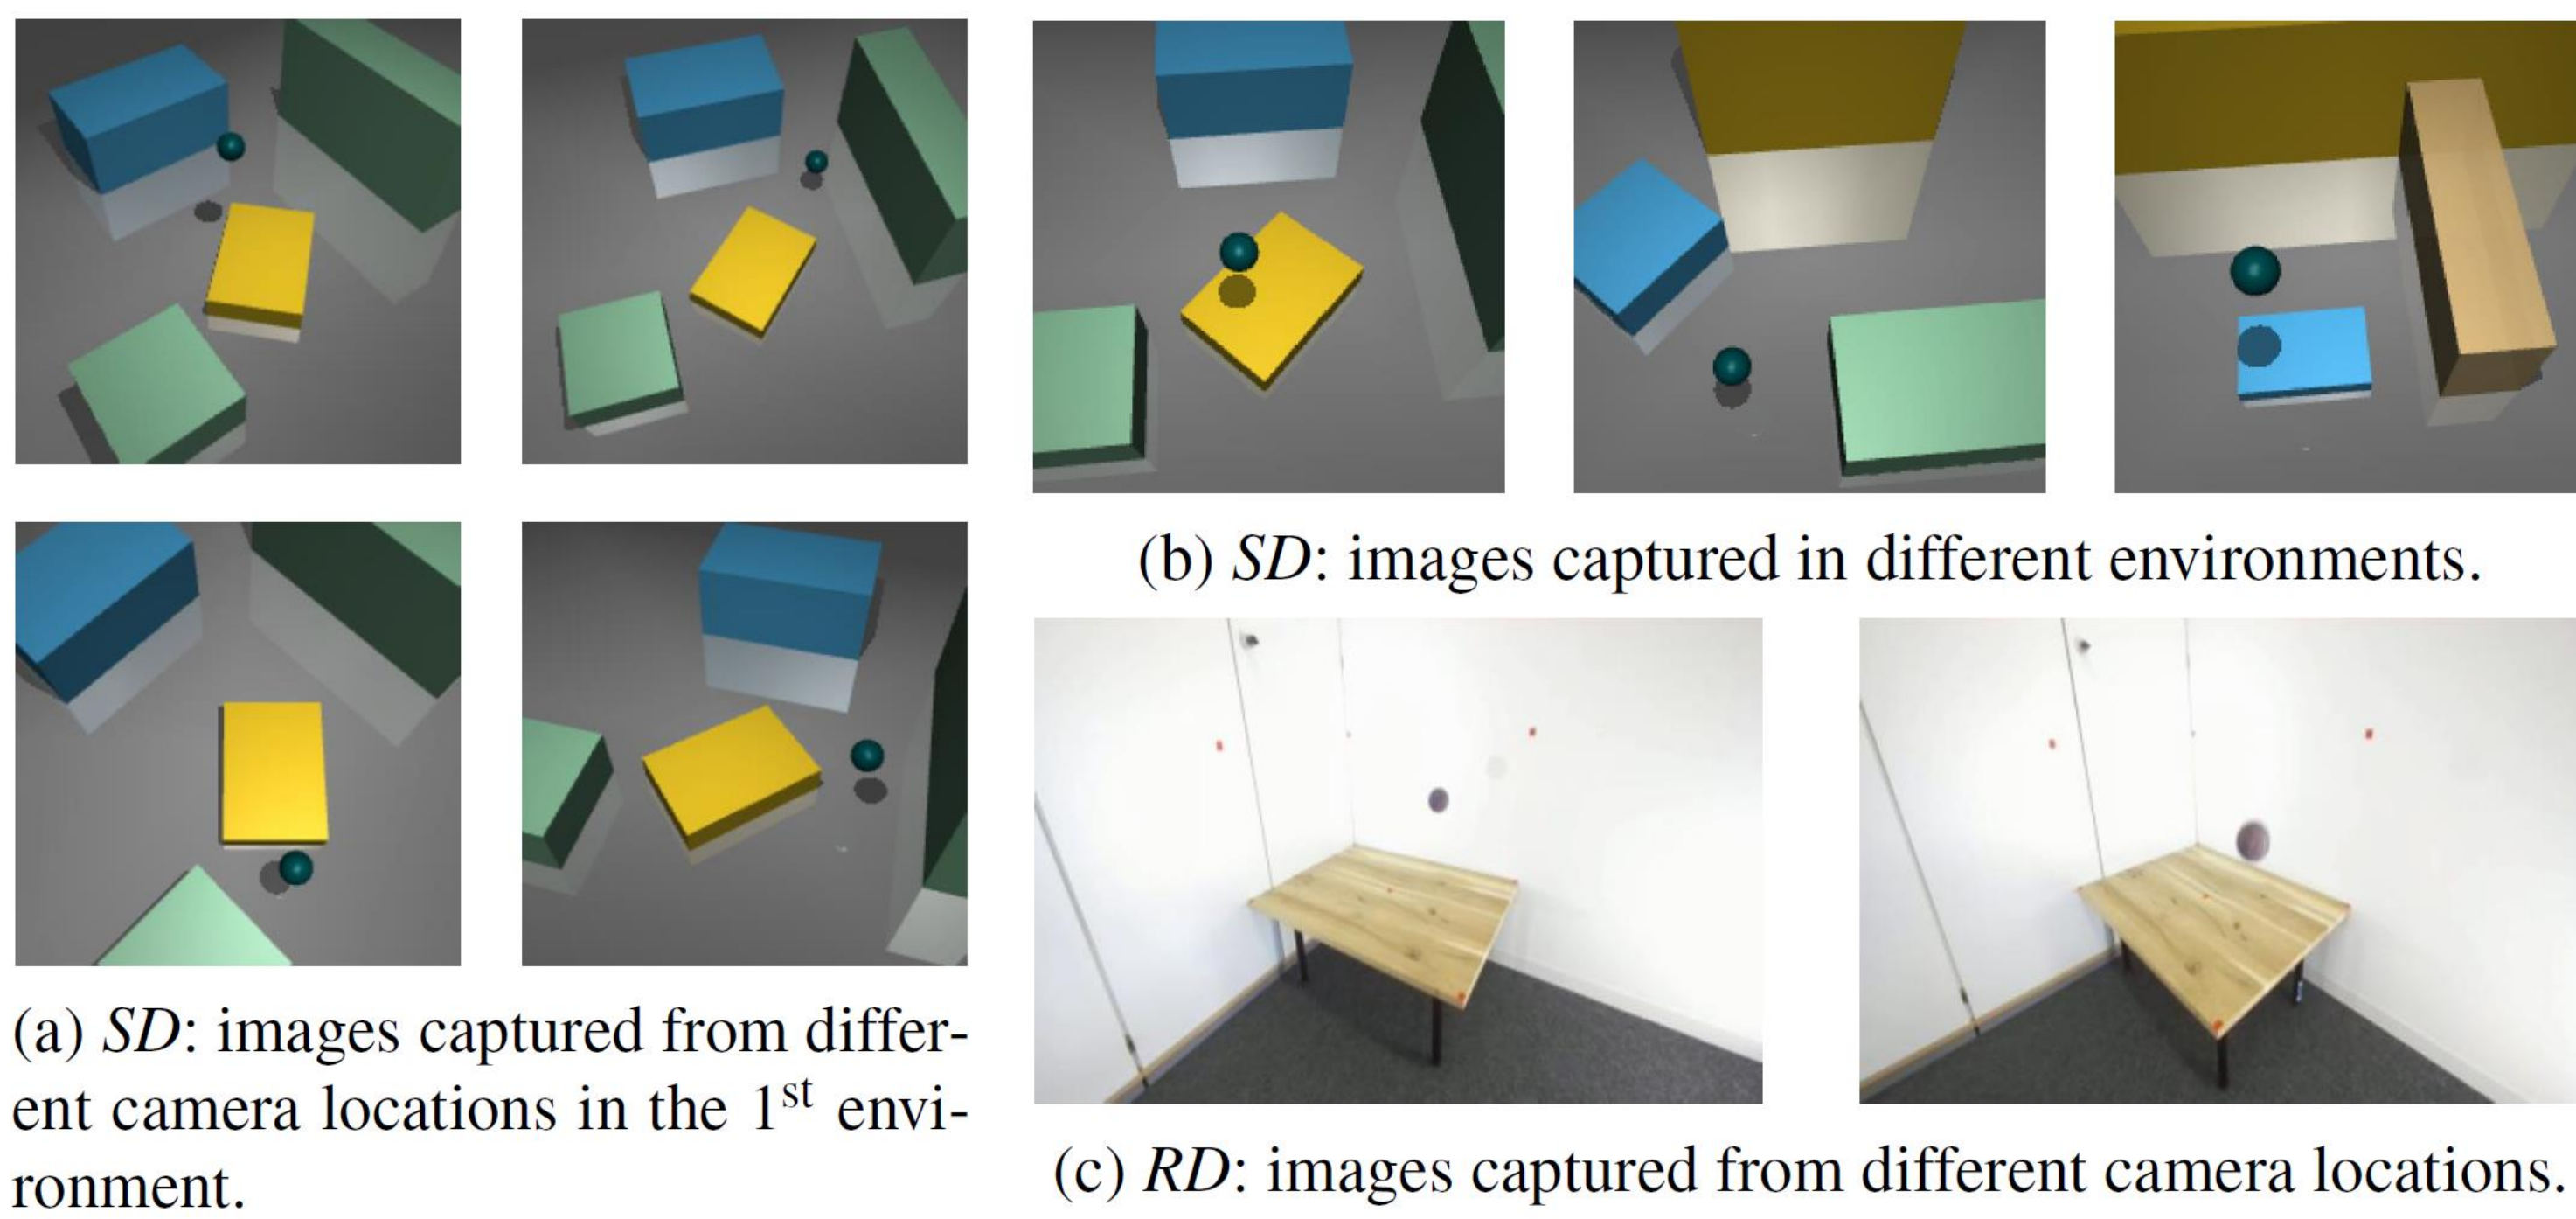 (b) SD: images captured in different environments.
(a) SD: images captured from differ-
ent camera locations in the 1st envi-
ronment.
(c) RD: images captured from different camera locations.